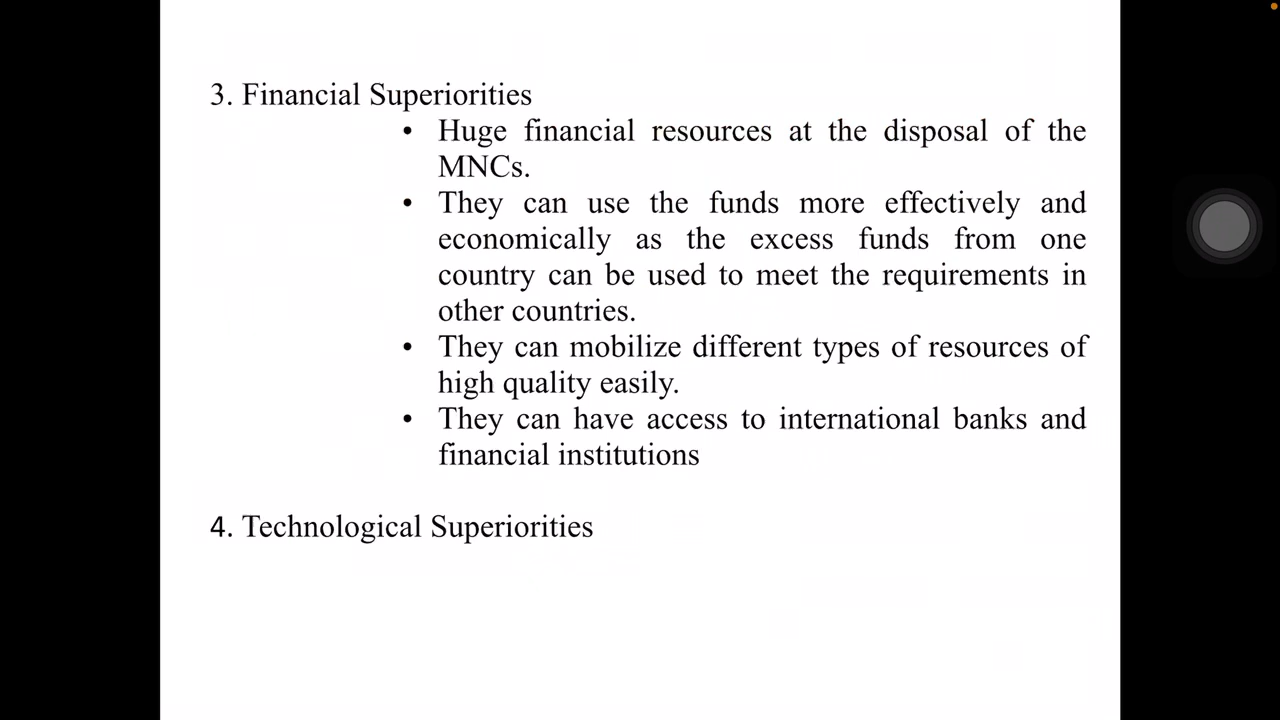 3. Financial Superiorities
• Huge financial resources at the disposal of the
MNCs.
• They can use the funds more effectively and
economically as the excess funds from one
country can be used to meet the requirements in
other countries.
• They can mobilize different types of resources of
high quality easily.
• They can have access to international banks and
financial institutions
4. Technological Superiorities